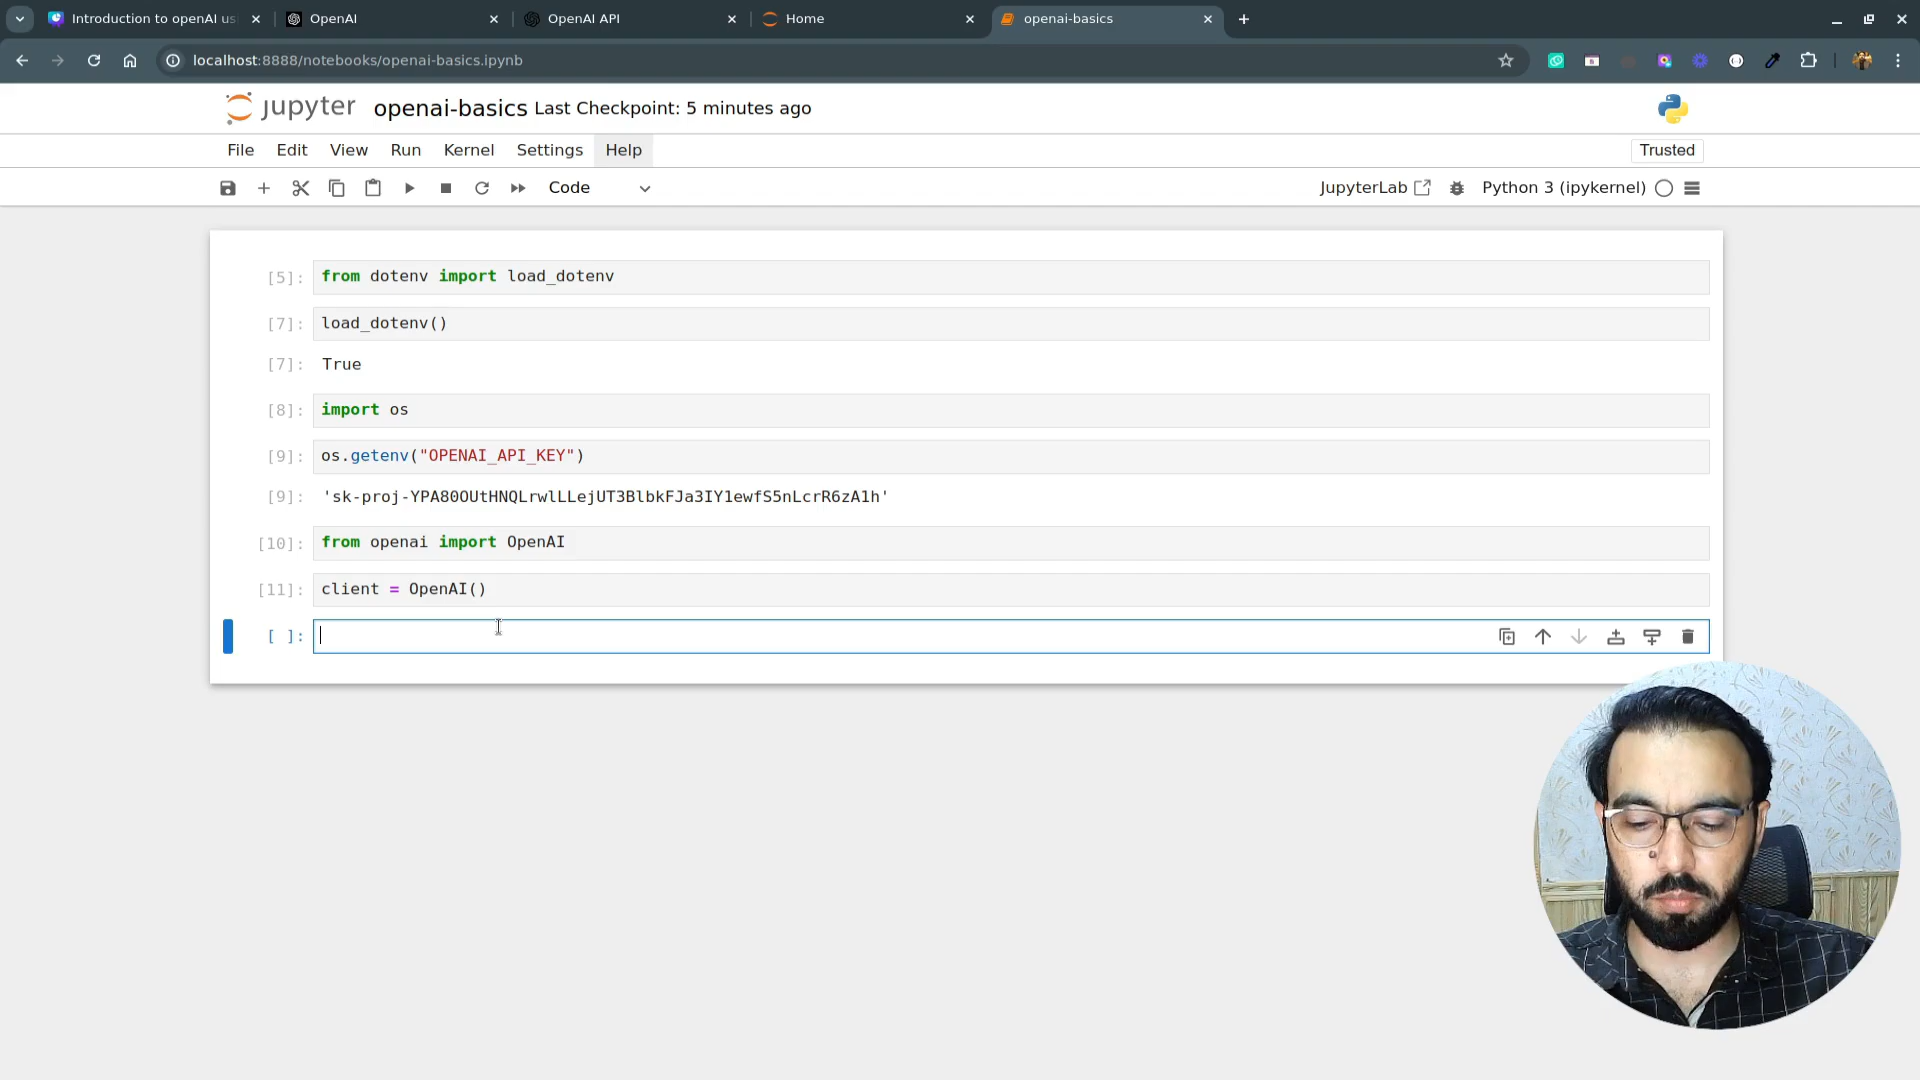 Introduction to openAI us
OpenAI
OpenAI API
Home
openai-basics
localhost:8888/notebooks/openai-basics.ipynb
jupyter openai-basics Last Checkpoint: 5 minutes ago
File Edit View Run Kernel Settings Help
Trusted
Code
JupyterLab
Python 3 (ipykernel)
[5]: from dotenv import load_dotenv
[7]: load_dotenv()
[7]: True
[8]: import os
[9]: os.getenv("OPENAI_API_KEY")
[9]: 'sk-proj-YPA80OUtHNQLrwlLLejUT3BlbkFJa3IY1ewfS5nLcrR6zA1h'
[10]: from openai import OpenAI
[11]: client = OpenAI()
[ ]: